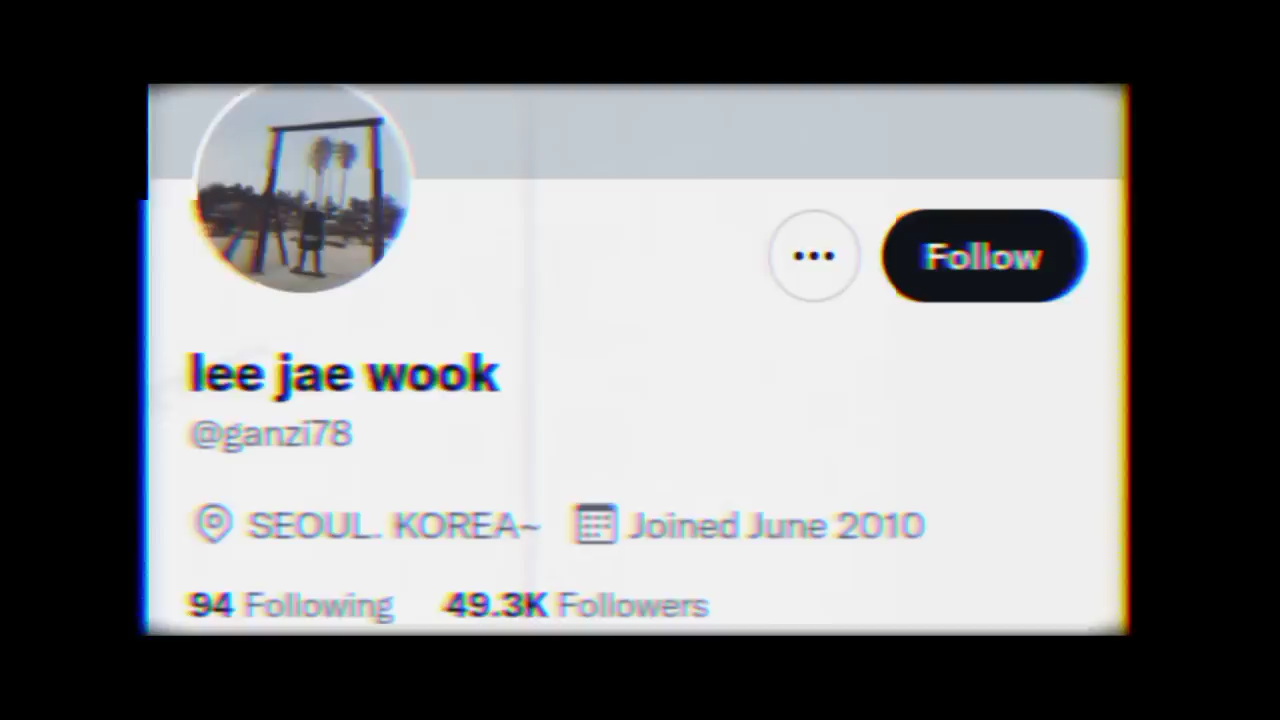 Follow
lee jae wook
@ganzi78
SEOUL. KOREA~ Joined June 2010
94 Following 49.3K Followers